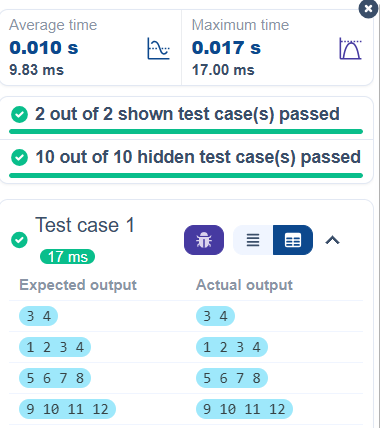 Average time
Maximum time
0.010 s
0.017 s
9.83 ms
17.00 ms
2 out of 2 shown test case(s) passed
10 out of 10 hidden test case(s) passed
Test case 1
17 ms
Expected output
Actual output
3 4
3 4
1 2 3 4
1 2 3 4
5 6 7 8
5 6 7 8
9 10 11 12
9 10 11 12